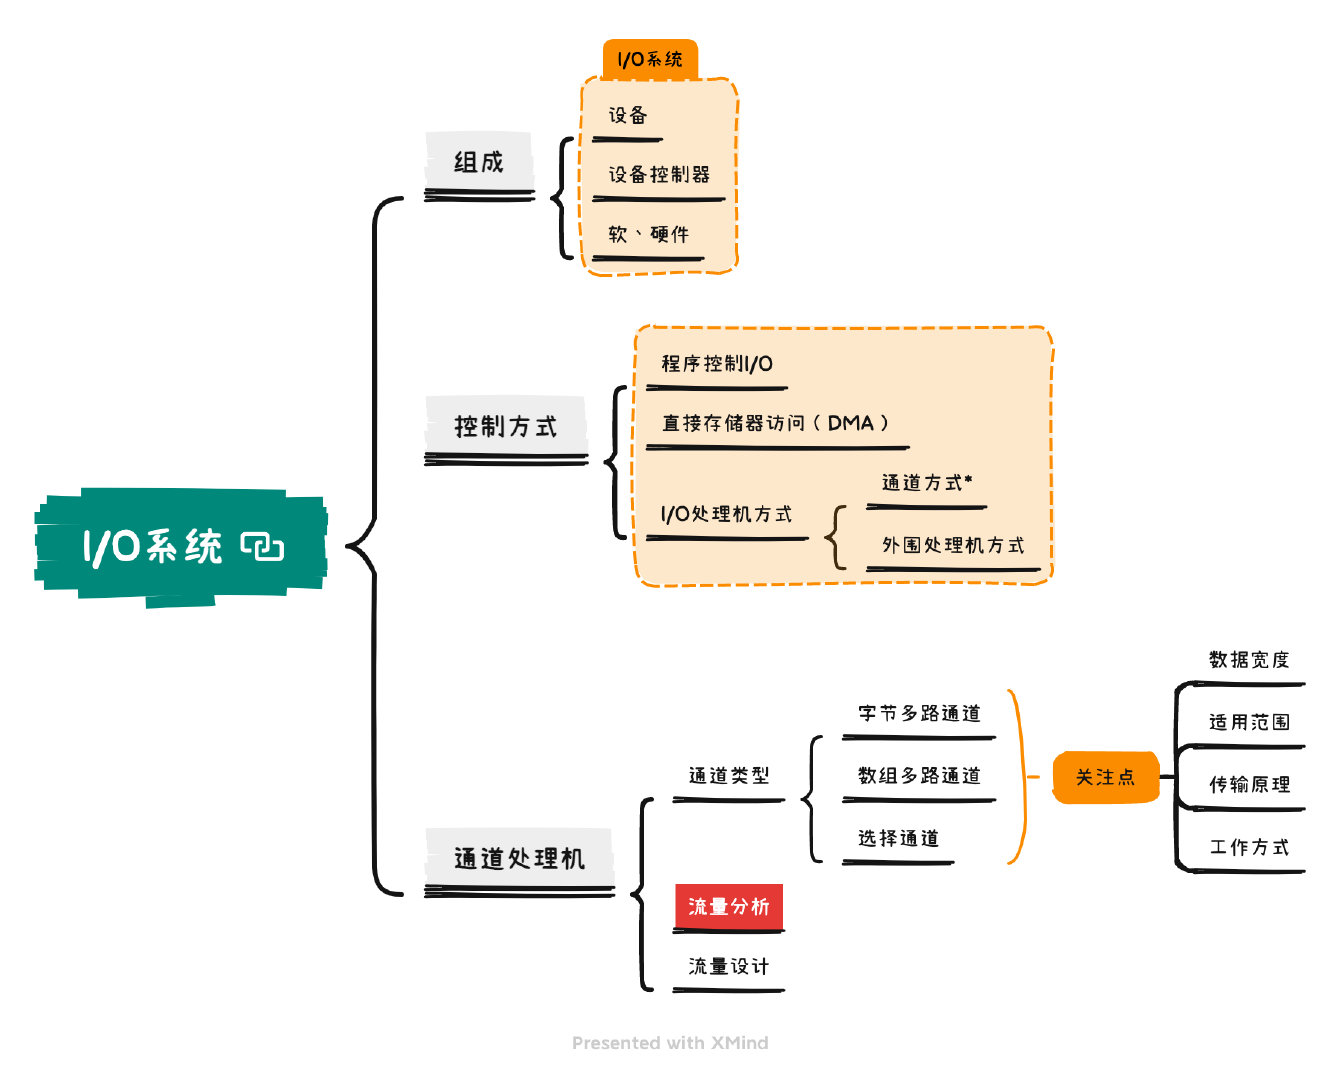 I/O系统
设备
组成
设备控制器
软、硬件
程序控制I/O
直接存储器访问（DMA）
控制方式
通道方式*
I/O处理机方式
外围处理机方式
I/O系统
数据宽度
字节多路通道
适用范围
通道类型
数组多路通道
关注点
传输原理
选择通道
工作方式
通道处理机
流量分析
流量设计
Presented with XMind